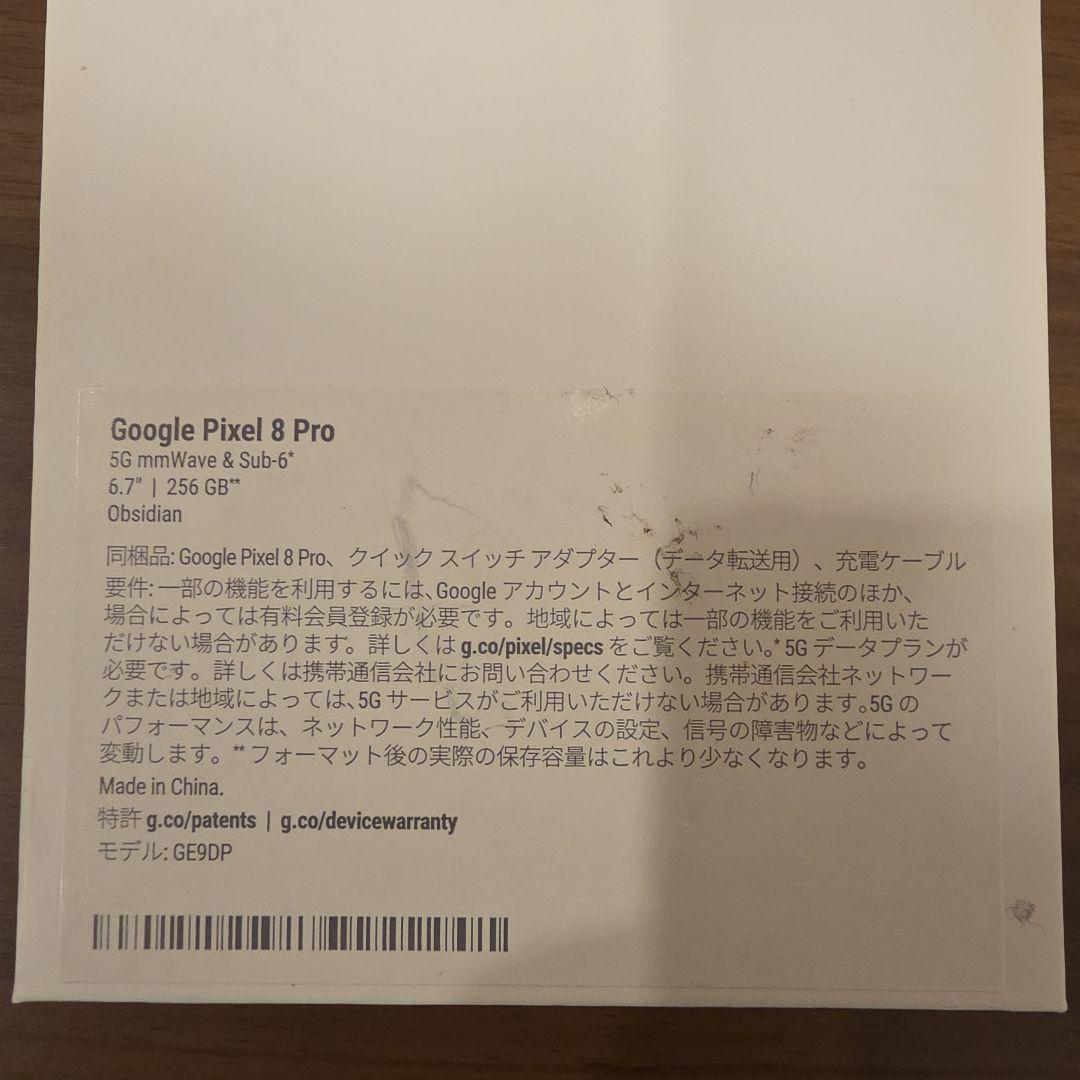 Google Pixel 8 Pro
5G mmWave & Sub-6*
6.7" | 256 GB**
Obsidian
同梱品: Google Pixel 8 Pro、クイック スイッチ アダプター（データ転送用）、充電ケーブル
要件: 一部の機能を利用するには、Google アカウントとインターネット接続のほか、
場合によっては有料会員登録が必要です。地域によっては一部の機能をご利用いた
だけない場合があります。詳しくは g.co/pixel/specs をご覧ください。* 5G データプランが
必要です。詳しくは携帯通信会社にお問い合わせください。携帯通信会社ネットワー
クまたは地域によっては、5G サービスがご利用いただけない場合があります。5G の
パフォーマンスは、ネットワーク性能、デバイスの設定、信号の障害物などによって
変動します。** フォーマット後の実際の保存容量はこれより少なくなります。
Made in China.
特許 g.co/patents | g.co/devicewarranty
モデル: GE9DP